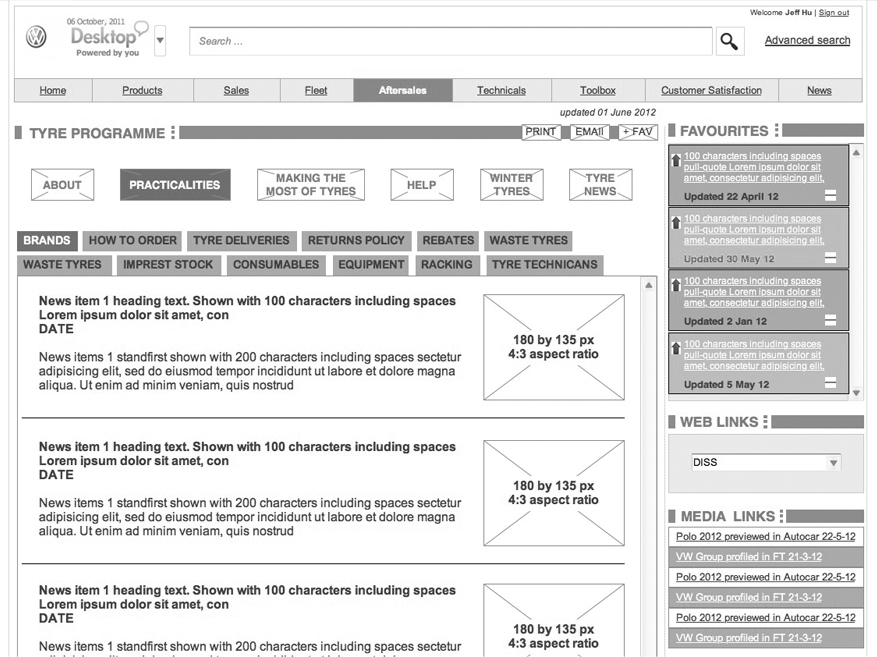 Welcome Jeff Hu | Sign out
06 October, 2011
Desktop
Powered by you
Search ...
Advanced search
Home Products Sales Fleet Aftersales Technicals Toolbox Customer Satisfaction News
updated 01 June 2012
TYRE PROGRAMME
PRINT EMAIl + FAV
ABOUT
PRACTICALITIES
MAKING THE
MOST OF TYRES
HELP
WINTER
TYRES
TYRE
NEWS
BRANDS HOW TO ORDER TYRE DELIVERIES RETURNS POLICY REBATES WASTE TYRES
WASTE TYRES IMPREST STOCK CONSUMABLES EQUIPMENT RACKING TYRE TECHNICANS
News item 1 heading text. Shown with 100 characters including spaces
Lorem ipsum dolor sit amet, con
DATE
News items 1 standfirst shown with 200 characters including spaces sectetur
adipisicing elit, sed do eiusmod tempor incididunt ut labore et dolore magna
aliqua. Ut enim ad minim veniam, quis nostrud
180 by 135 px
4:3 aspect ratio
News item 1 heading text. Shown with 100 characters including spaces
Lorem ipsum dolor sit amet, con
DATE
News items 1 standfirst shown with 200 characters including spaces sectetur
adipisicing elit, sed do eiusmod tempor incididunt ut labore et dolore magna
aliqua. Ut enim ad minim veniam, quis nostrud
180 by 135 px
4:3 aspect ratio
News item 1 heading text. Shown with 100 characters including spaces
Lorem ipsum dolor sit amet, con
DATE
News items 1 standfirst shown with 200 characters including spaces sectetur
180 by 135 px
4:3 aspect ratio
FAVOURITES
100 characters including spaces
pull-quote Lorem ipsum dolor sit
amet, consectetur adipisicing elit,
Updated 22 April 12
100 characters including spaces
pull-quote Lorem ipsum dolor sit
amet, consectetur adipisicing elit,
Updated 30 May 12
100 characters including spaces
pull-quote Lorem ipsum dolor sit
amet, consectetur adipisicing elit,
Updated 2 Jan 12
100 characters including spaces
pull-quote Lorem ipsum dolor sit
amet, consectetur adipisicing elit,
Updated 5 May 12
WEB LINKS
DISS
MEDIA LINKS
Polo 2012 previewed in Autocar 22-5-12
VW Group profiled in FT 21-3-12
Polo 2012 previewed in Autocar 22-5-12
VW Group profiled in FT 21-3-12
Polo 2012 previewed in Autocar 22-5-12
VW Group profiled in FT 21-3-12